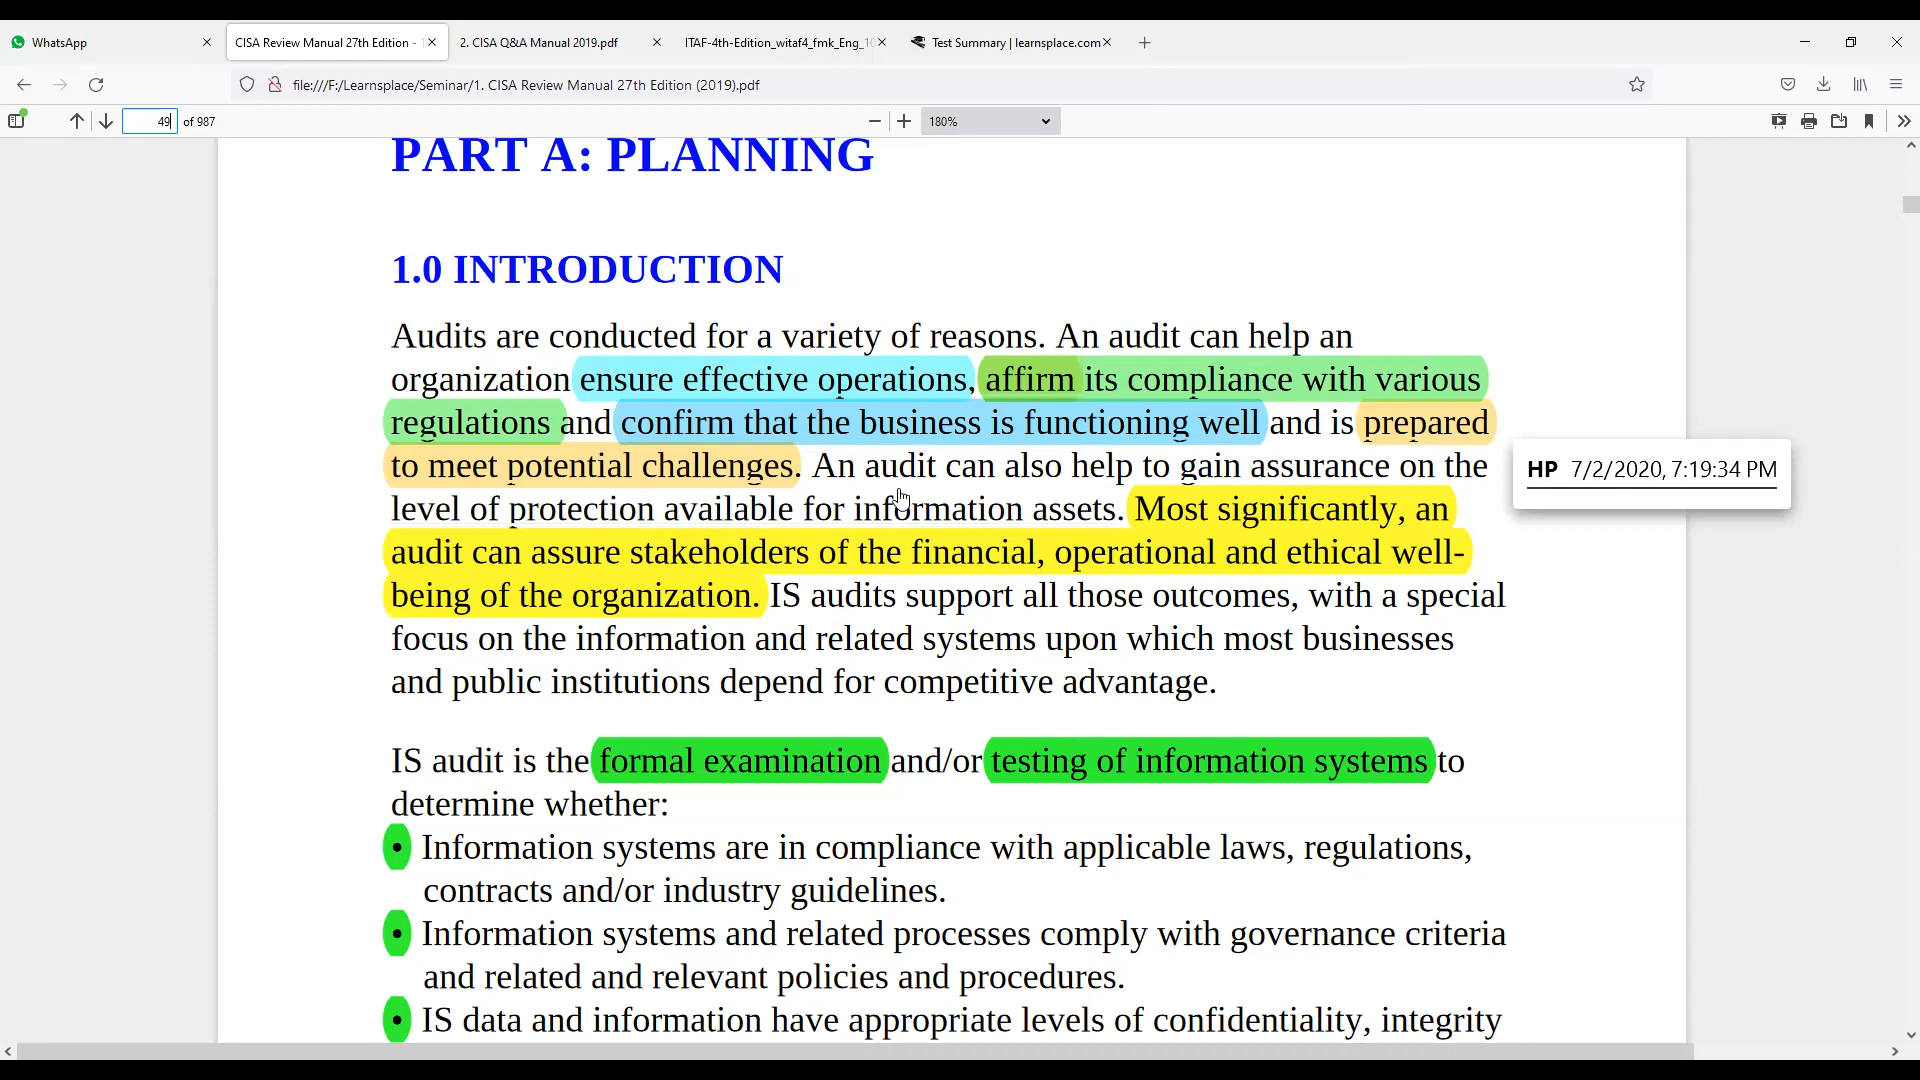 WhatsApp
CISA Review Manual 27th Edition -
2. CISA Q&A Manual 2019.pdf
ITAF-4th-Edition_witaf4_fmk_Eng_
Test Summary | learnsplace.com
file:///F:/Learnsplace/Seminar/1. CISA Review Manual 27th Edition (2019).pdf
49 of 987
180%
PART A: PLANNING
1.0 INTRODUCTION
Audits are conducted for a variety of reasons. An audit can help an
organization ensure effective operations, affirm its compliance with various
regulations and confirm that the business is functioning well and is prepared
to meet potential challenges. An audit can also help to gain assurance on the
HP 7/2/2020, 7:19:34 PM
level of protection available for information assets. Most significantly, an
audit can assure stakeholders of the financial, operational and ethical well-
being of the organization. IS audits support all those outcomes, with a special
focus on the information and related systems upon which most businesses
and public institutions depend for competitive advantage.
IS audit is the formal examination and/or testing of information systems to
determine whether:
• Information systems are in compliance with applicable laws, regulations,
contracts and/or industry guidelines.
• Information systems and related processes comply with governance criteria
and related and relevant policies and procedures.
• IS data and information have appropriate levels of confidentiality, integrity